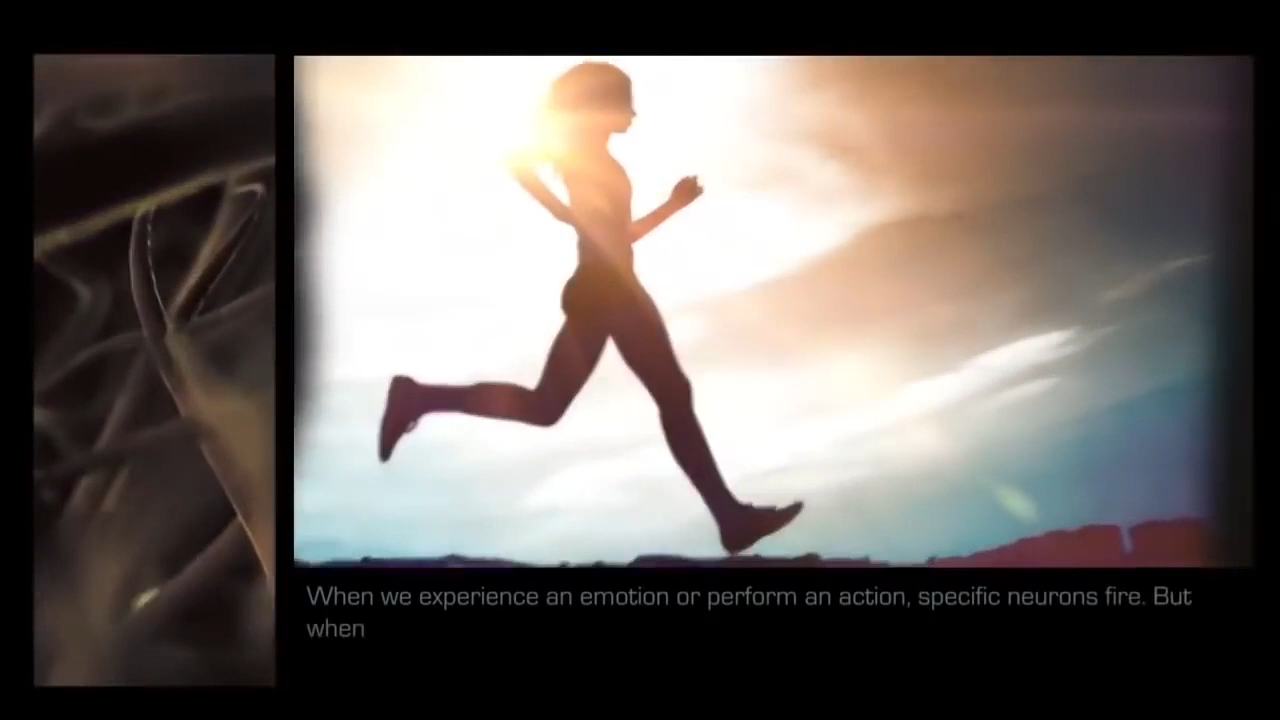 When we experience an emotion or perform an action, specific neurons fire. But
when